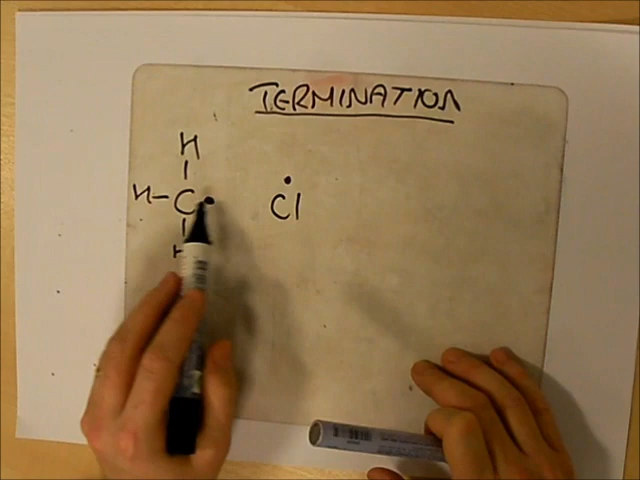 TERMINATION
H
H-C• Cl
H